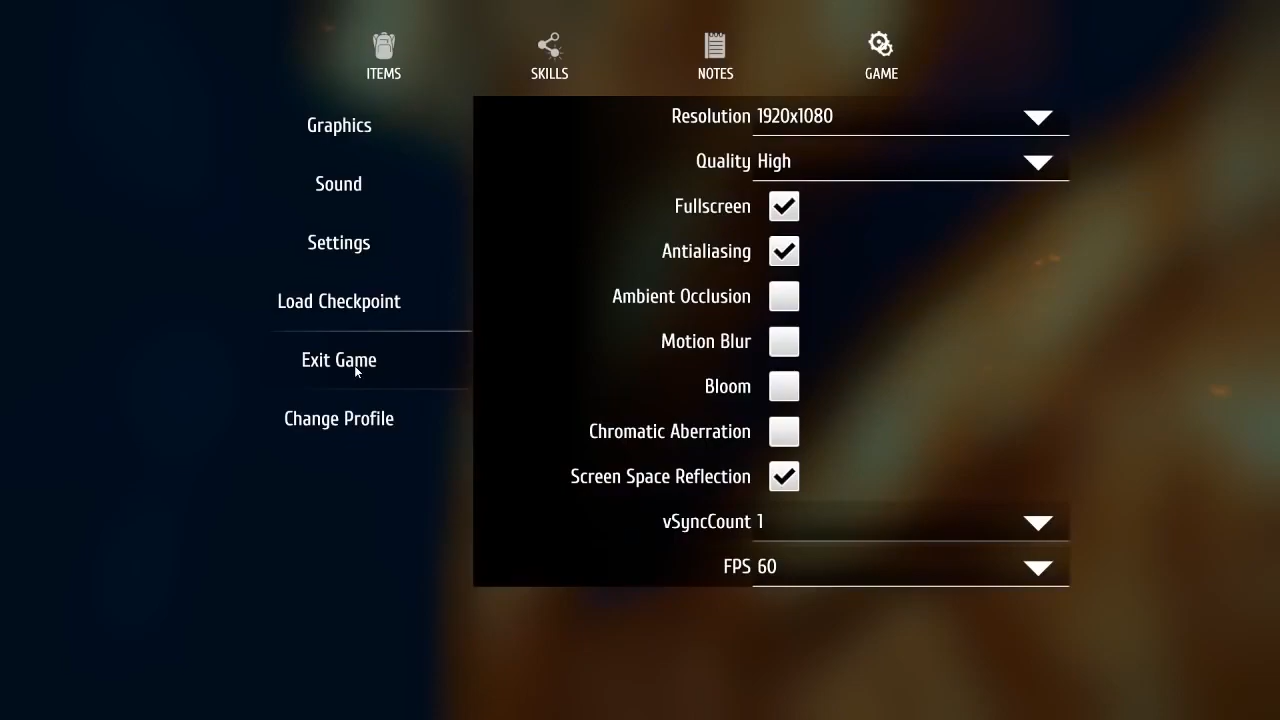 ITEMS
SKILLS
NOTES
GAME
Graphics
Sound
Settings
Load Checkpoint
Exit Game
Change Profile
Resolution 1920x1080
Quality High
Fullscreen
Antialiasing
Ambient Occlusion
Motion Blur
Bloom
Chromatic Aberration
Screen Space Reflection
vSyncCount 1
FPS 60